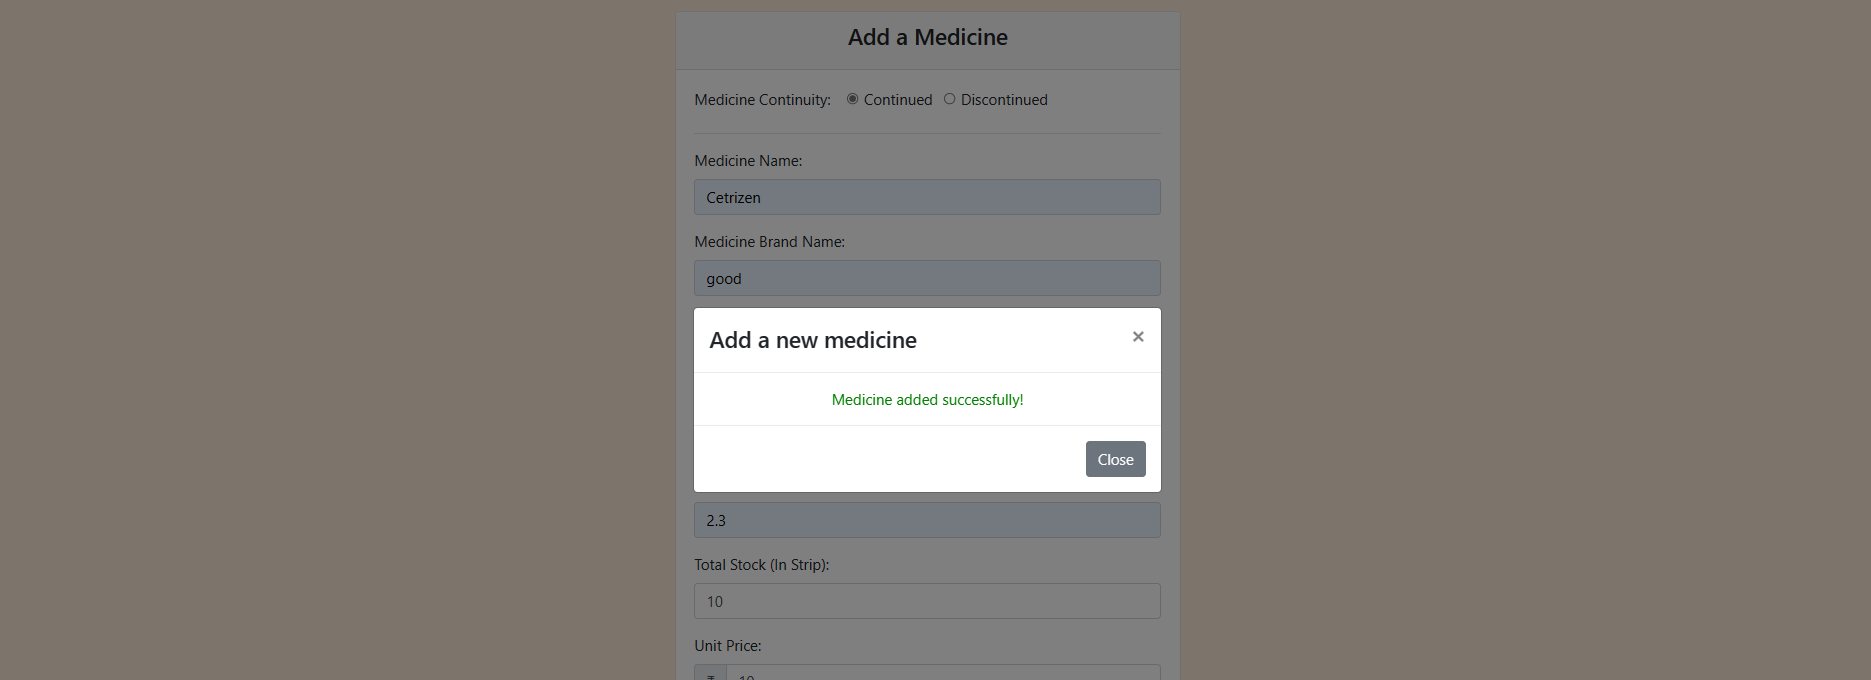 Add a Medicine
Medicine Continuity: Continued Discontinued
Medicine Name:
Cetrizen
Medicine Brand Name:
good
Add a new medicine ×
Medicine added successfully!
Close
2.3
Total Stock (In Strip):
10
Unit Price:
₹ 10